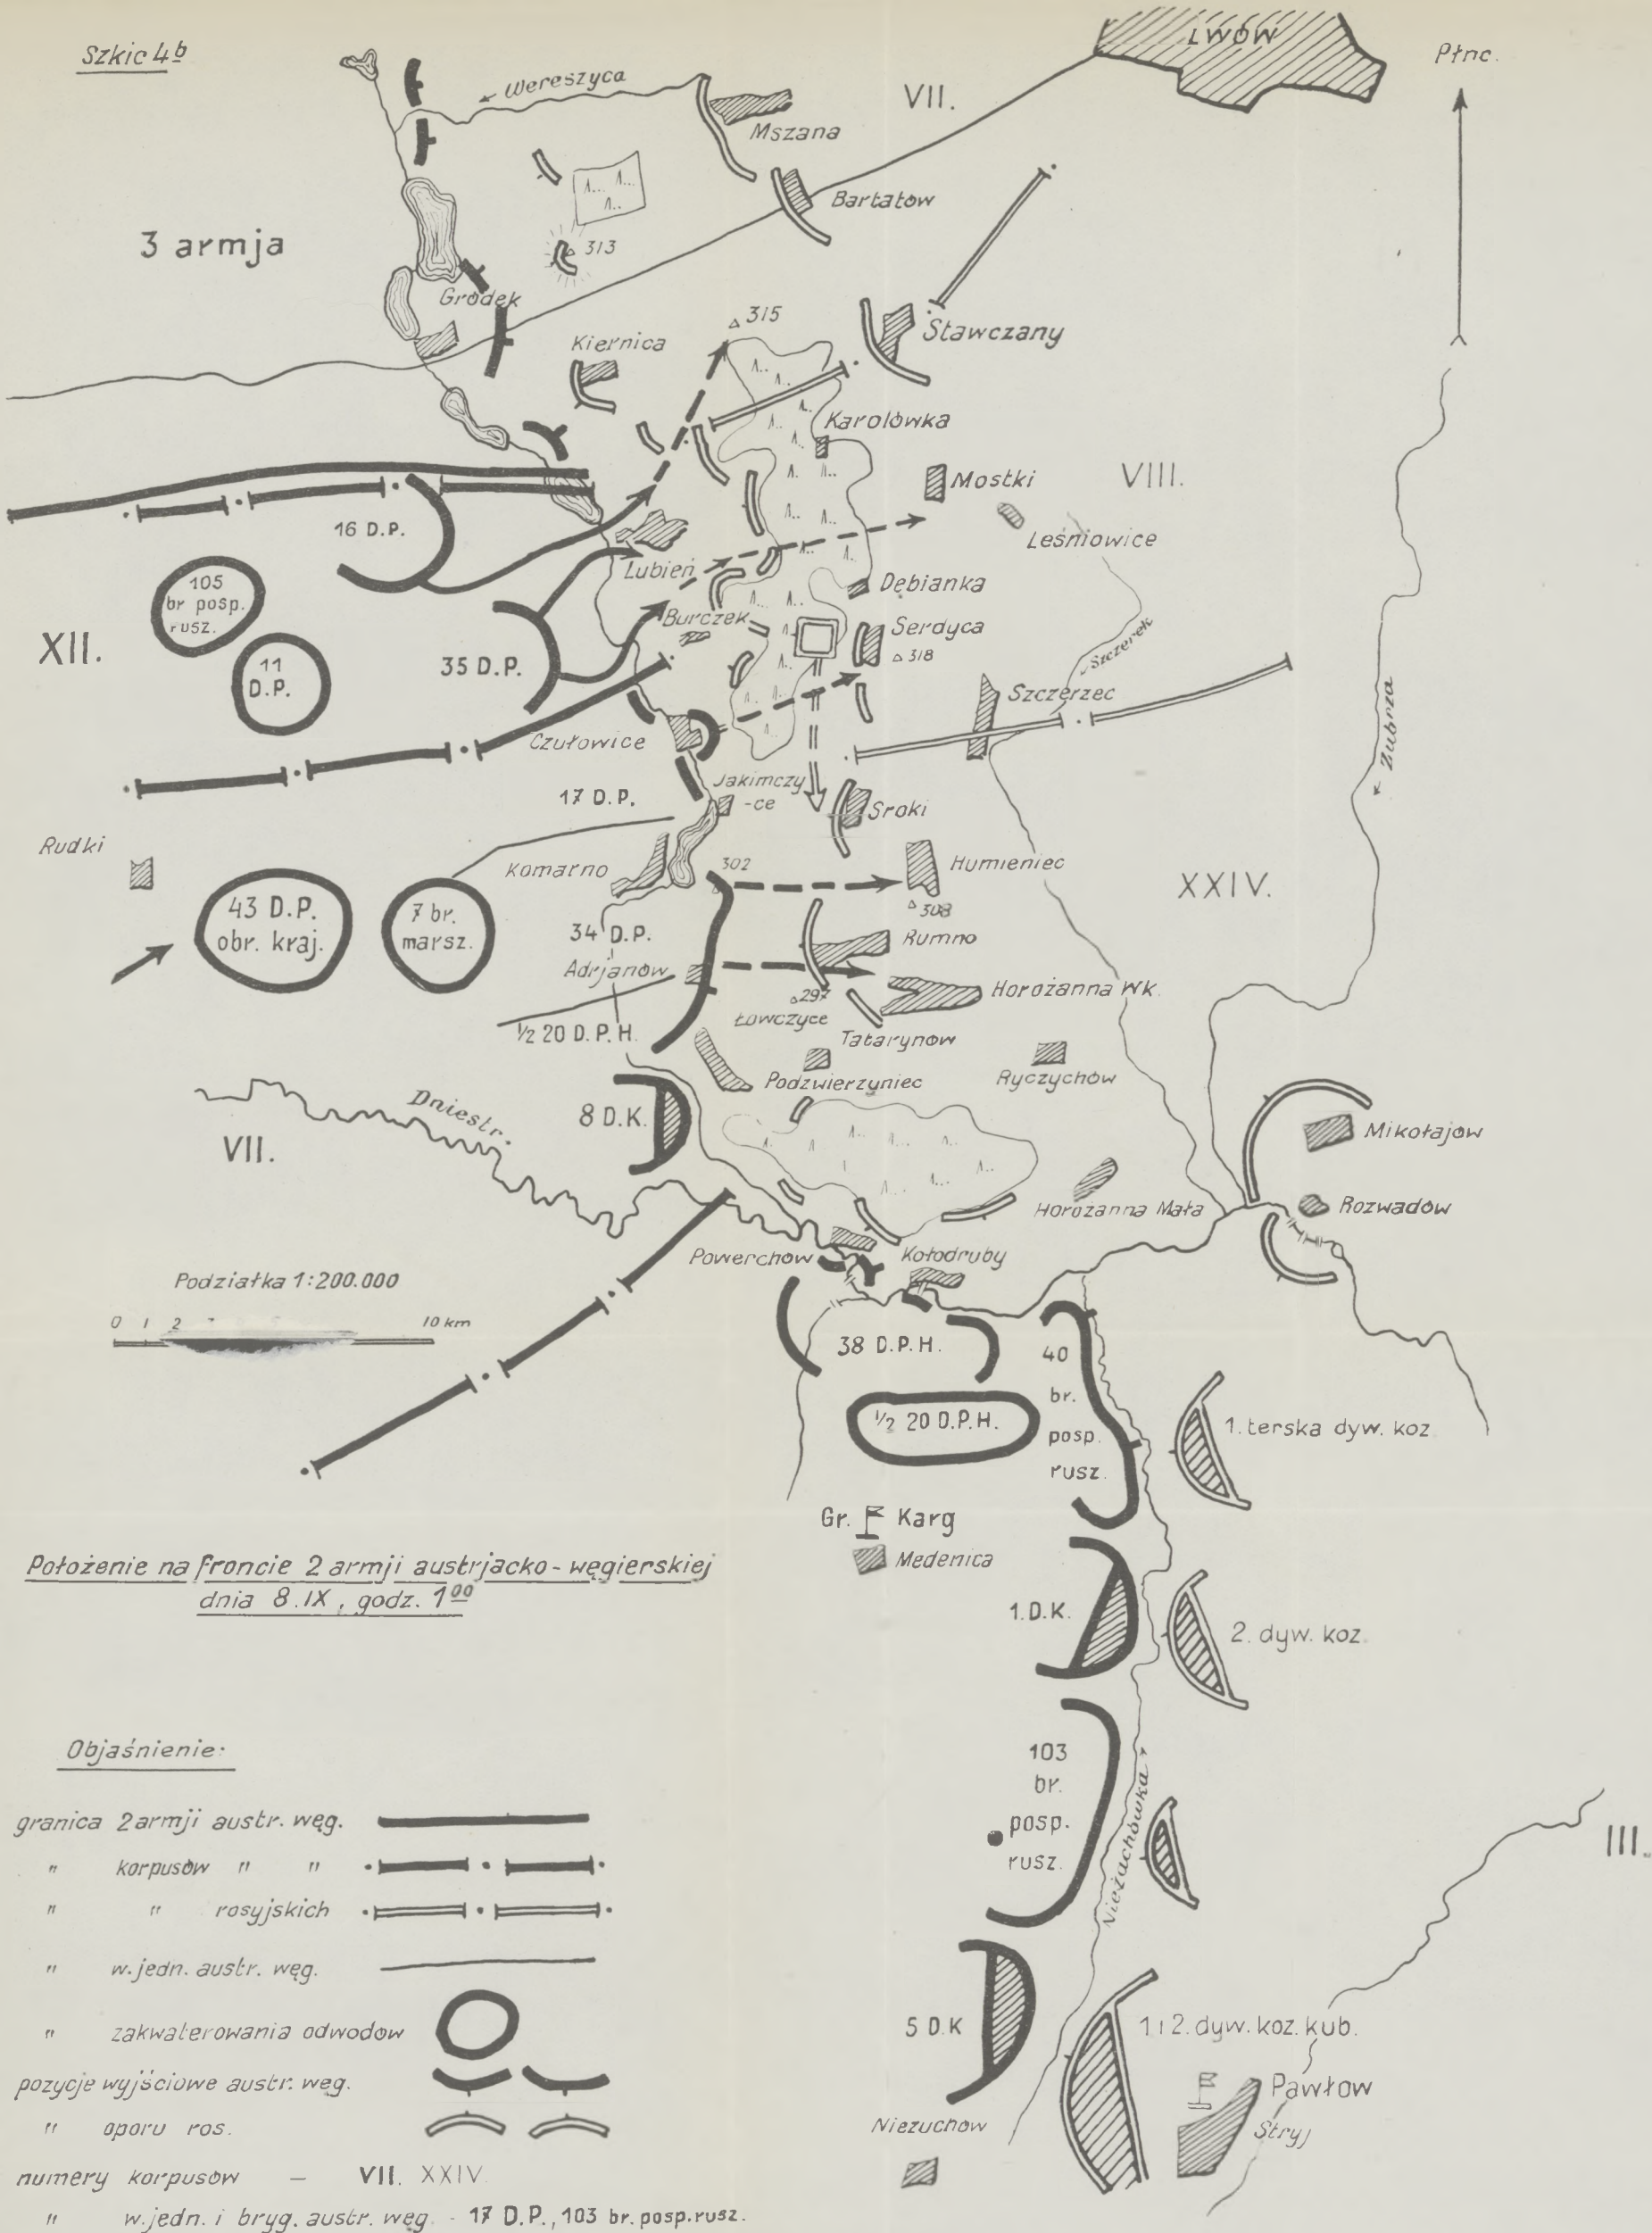 Szkic 4b
LWÓW
Płnc.
Wereszyca
VII.
Mszana
Bartatów
3 armja
313
Gródek
315
Stawczany
Kiernica
Karolówka
Mostki
VIII.
16 D.P.
Leśniowice
Lubień
105
br posp.
rusz.
Dębianka
Burczek
Serdyca
318
Szczerek
XII.
11
D.P.
35 D.P.
Szczerzec
Zubrza
Czułowice
17 D.P.
Jakimczy
-ce
Sroki
Rudki
Komarno
302
Humieniec
XXIV.
308
43 D.P.
obr. kraj.
7 br.
marsz.
34 D.P.
Rumno
Adrjanów
Horożanna Wk.
297
Łowczyce
½ 20 D.P.H.
Tatarynów
Podzwierzyniec
Ryczychów
Dniestr.
8 D.K.
VII.
Mikołajów
Horożanna Mała
Rozwadów
Powerchów
Kołodruby
Podziałka 1:200.000
0 1 2 10 km
38 D.P.H.
40
br.
posp.
rusz.
½ 20 D.P.H.
1. terska dyw. koz
Gr. Karg
Medenica
Położenie na froncie 2 armji austrjacko-węgierskiej
dnia 8.IX, godz. 1 00
1. D.K.
2. dyw. koz.
103
br.
posp.
rusz.
Nieżachówka
III.
Objaśnienie:
granica 2 armji austr. węg.
" korpusów " "
" " rosyjskich
" w. jedn. austr. węg.
" zakwaterowania odwodów
pozycje wyjściowe austr. węg.
" oporu ros.
numery korpusów – VII. XXIV.
" w. jedn. i bryg. austr. węg. - 17 D.P., 103 br. posp. rusz.
5 D.K
1 i 2. dyw. koz. kub.
Pawłow
Stryj
Niezuchów